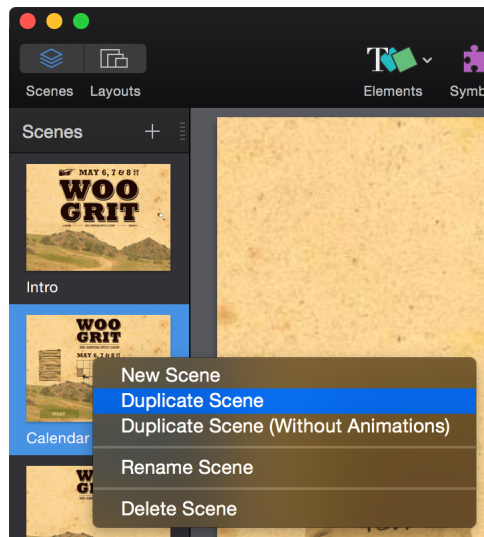 Scenes Layouts
Elements
Symb
Scenes +
MAY 6, 7 & 8 !!
WOO
GRIT
Intro
WOO
GRIT
MAY 6, 7 & 8 !!
Calendar
New Scene
Duplicate Scene
Duplicate Scene (Without Animations)
Rename Scene
Delete Scene